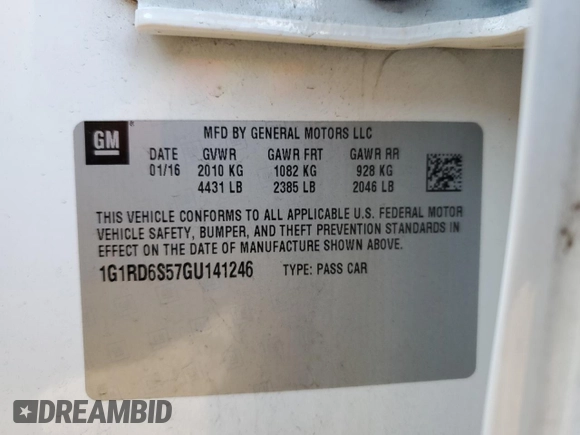 GM
MFD BY GENERAL MOTORS LLC
DATE GVWR GAWR FRT GAWR RR
01/16 2010 KG 1082 KG 928 KG
4431 LB 2385 LB 2046 LB
THIS VEHICLE CONFORMS TO ALL APPLICABLE U.S. FEDERAL MOTOR
VEHICLE SAFETY, BUMPER, AND THEFT PREVENTION STANDARDS IN
EFFECT ON THE DATE OF MANUFACTURE SHOWN ABOVE.
1G1RD6S57GU141246 TYPE: PASS CAR
DREAMBID